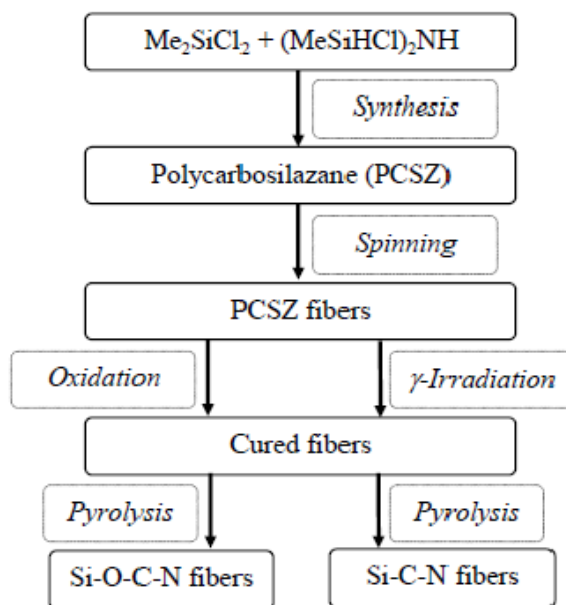 Me₂SiCl₂ + (MeSiHCl)₂NH
Synthesis
Polycarbosilazane (PCSZ)
Spinning
PCSZ fibers
Oxidation
γ-Irradiation
Cured fibers
Pyrolysis
Pyrolysis
Si-O-C-N fibers
Si-C-N fibers